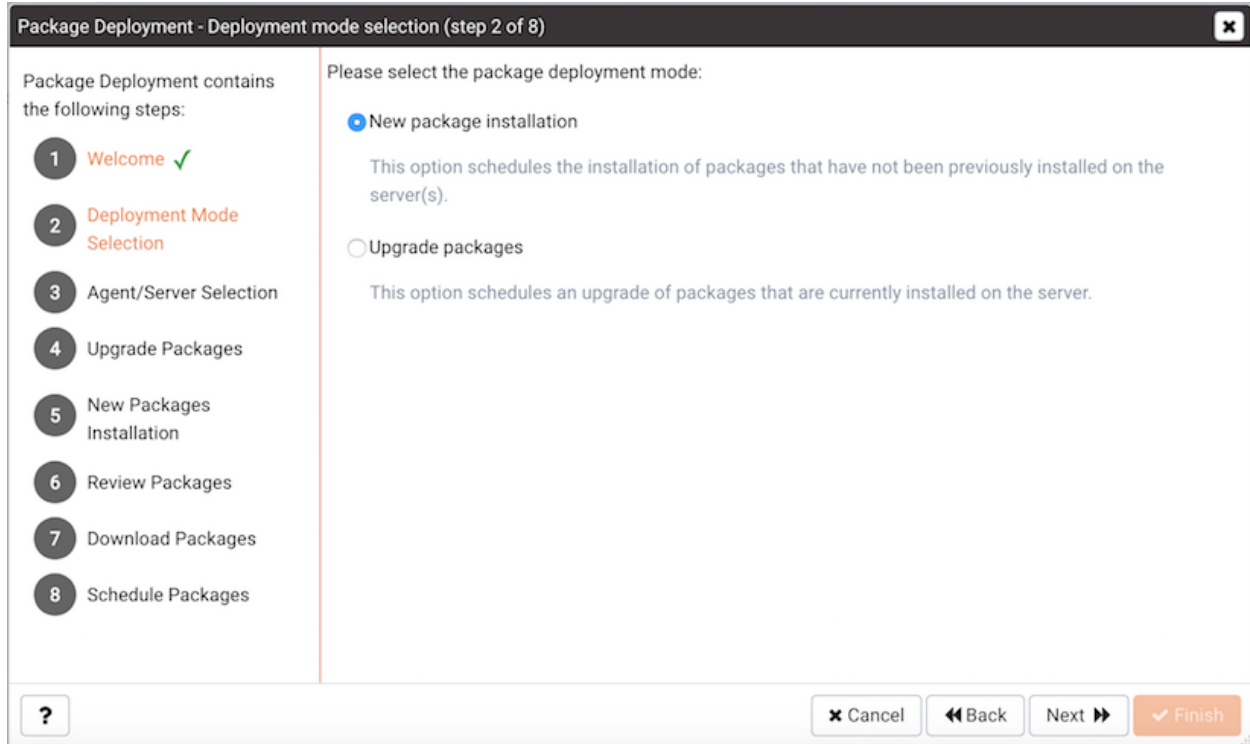 Package Deployment - Deployment mode selection (step 2 of 8)
Package Deployment contains
the following steps:
1 Welcome
2 Deployment Mode
Selection
3 Agent/Server Selection
4 Upgrade Packages
5 New Packages
Installation
6 Review Packages
7 Download Packages
8 Schedule Packages
Please select the package deployment mode:
New package installation
This option schedules the installation of packages that have not been previously installed on the
server(s).
Upgrade packages
This option schedules an upgrade of packages that are currently installed on the server.
?
Cancel
Back
Next
Finish